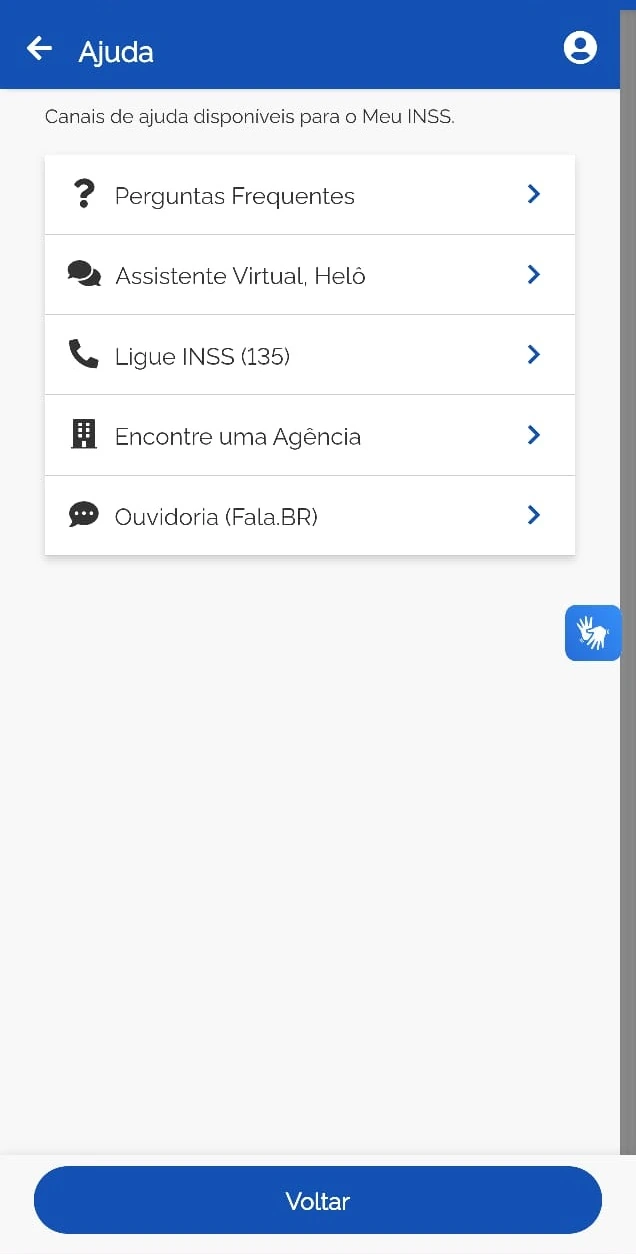 Ajuda
Canais de ajuda disponíveis para o Meu INSS.
Perguntas Frequentes
Assistente Virtual, Helô
Ligue INSS (135)
Encontre uma Agência
Ouvidoria (Fala.BR)
Voltar